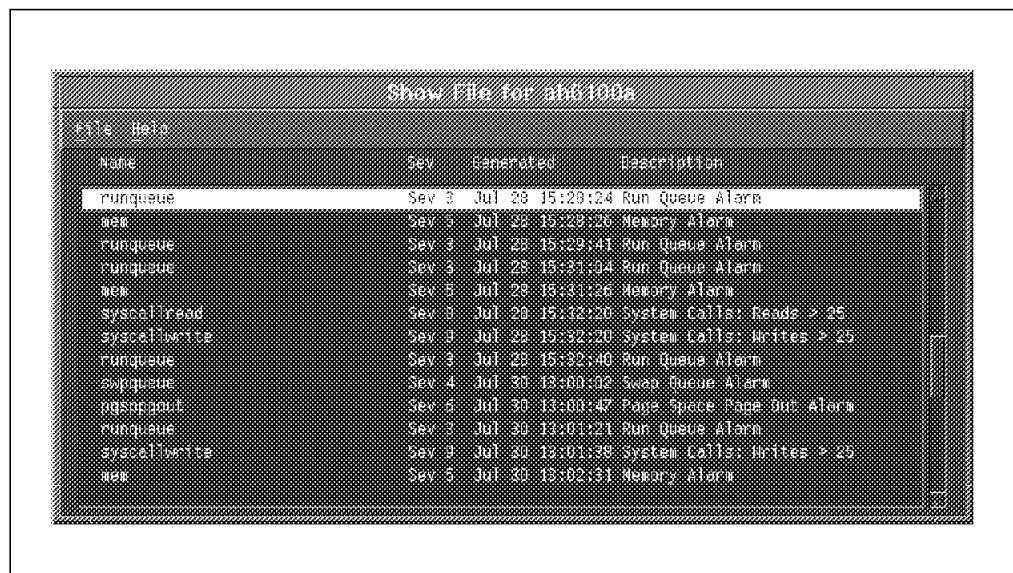 Show File for ah6100a
File Help
Name Sev Generated Description
runqueue Sev 3 Jul 28 15:28:24 Run Queue Alarm
mem Sev 5 Jul 28 15:28:26 Memory Alarm
runqueue Sev 3 Jul 28 15:29:41 Run Queue Alarm
runqueue Sev 3 Jul 28 15:31:04 Run Queue Alarm
mem Sev 5 Jul 28 15:31:26 Memory Alarm
syscallread Sev Jul 28 15:32:20 System Calls: Reads > 25
syscallwrite Sev 9 Jul 28 15:32:20 System Calls: Writes > 25
runqueue Sev 3 Jul 28 15:32:40 Run Queue Alarm
swpqueue Sev 4 Jul 30 13:00:02 Swap Queue Alarm
pgsppgout Sev 6 Jul 30 13:00:47 Page Space Page Out Alarm
runqueue Sev 3 Jul 30 13:01:21 Run Queue Alarm
syscallwrite Sev 9 Jul 30 13:01:38 System Calls: Writes > 25
mem Sev 5 Jul 30 13:02:31 Memory Alarm